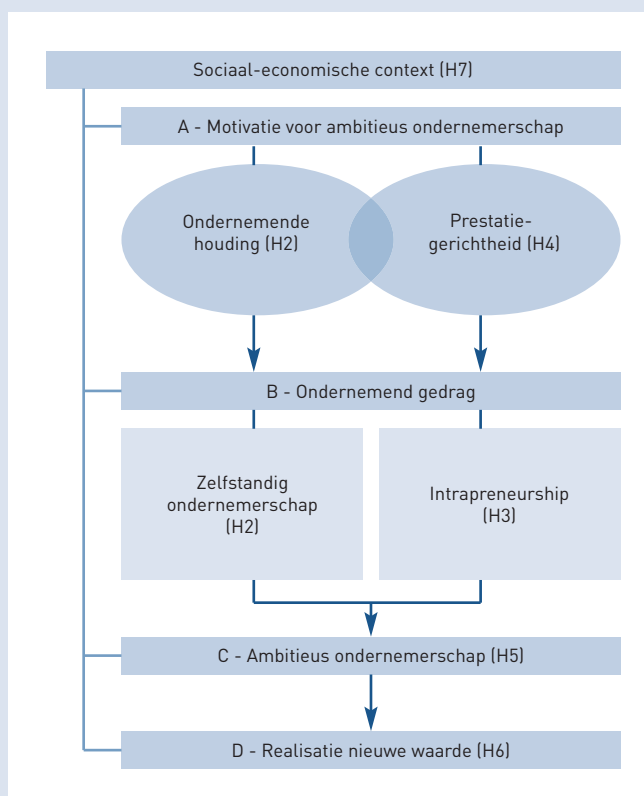 Sociaal-economische context (H7)
A - Motivatie voor ambitieus ondernemerschap
Ondernemende
houding (H2)
Prestatie-
gerichtheid (H4)
B - Ondernemend gedrag
Zelfstandig
ondernemerschap
(H2)
Intrapreneurship
(H3)
C - Ambitieus ondernemerschap (H5)
D - Realisatie nieuwe waarde (H6)